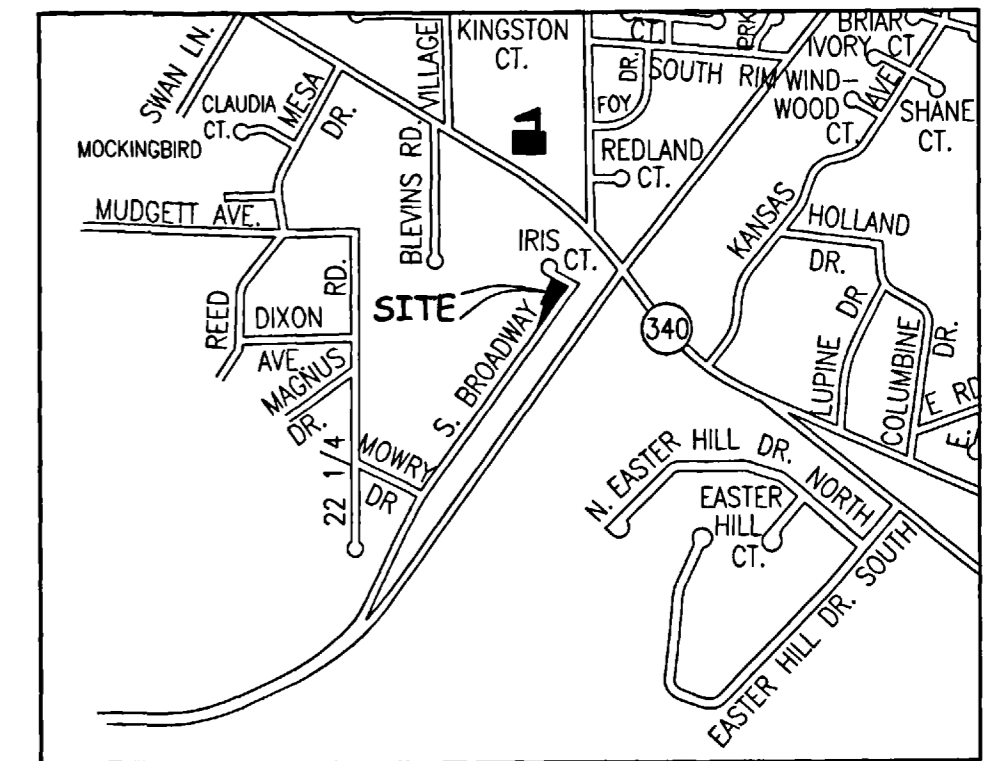 SWAN LN.
CLAUDIA
CT.
MESA
DR.
MOCKINGBIRD
MUDGETT AVE.
VILLAGE
BLEVINS RD.
KINGSTON
CT.
CT.
DR.
FOY
PRK
SOUTH RIM
BRIAR
IVORY CT.
WIND-
WOOD
CT.
AVE
SHANE
CT.
REDLAND
CT.
KANSAS
HOLLAND
DR.
IRIS
CT.
SITE
S. BROADWAY
340
REED
DIXON
AVE.
RD.
MAGNUS
DR.
22 1 4
MOWRY
DR
LUPINE DR
COLUMBINE
DR.
E RD
E.
N. EASTER HILL DR. NORTH
EASTER
HILL
CT.
EASTER HILL DR. SOUTH